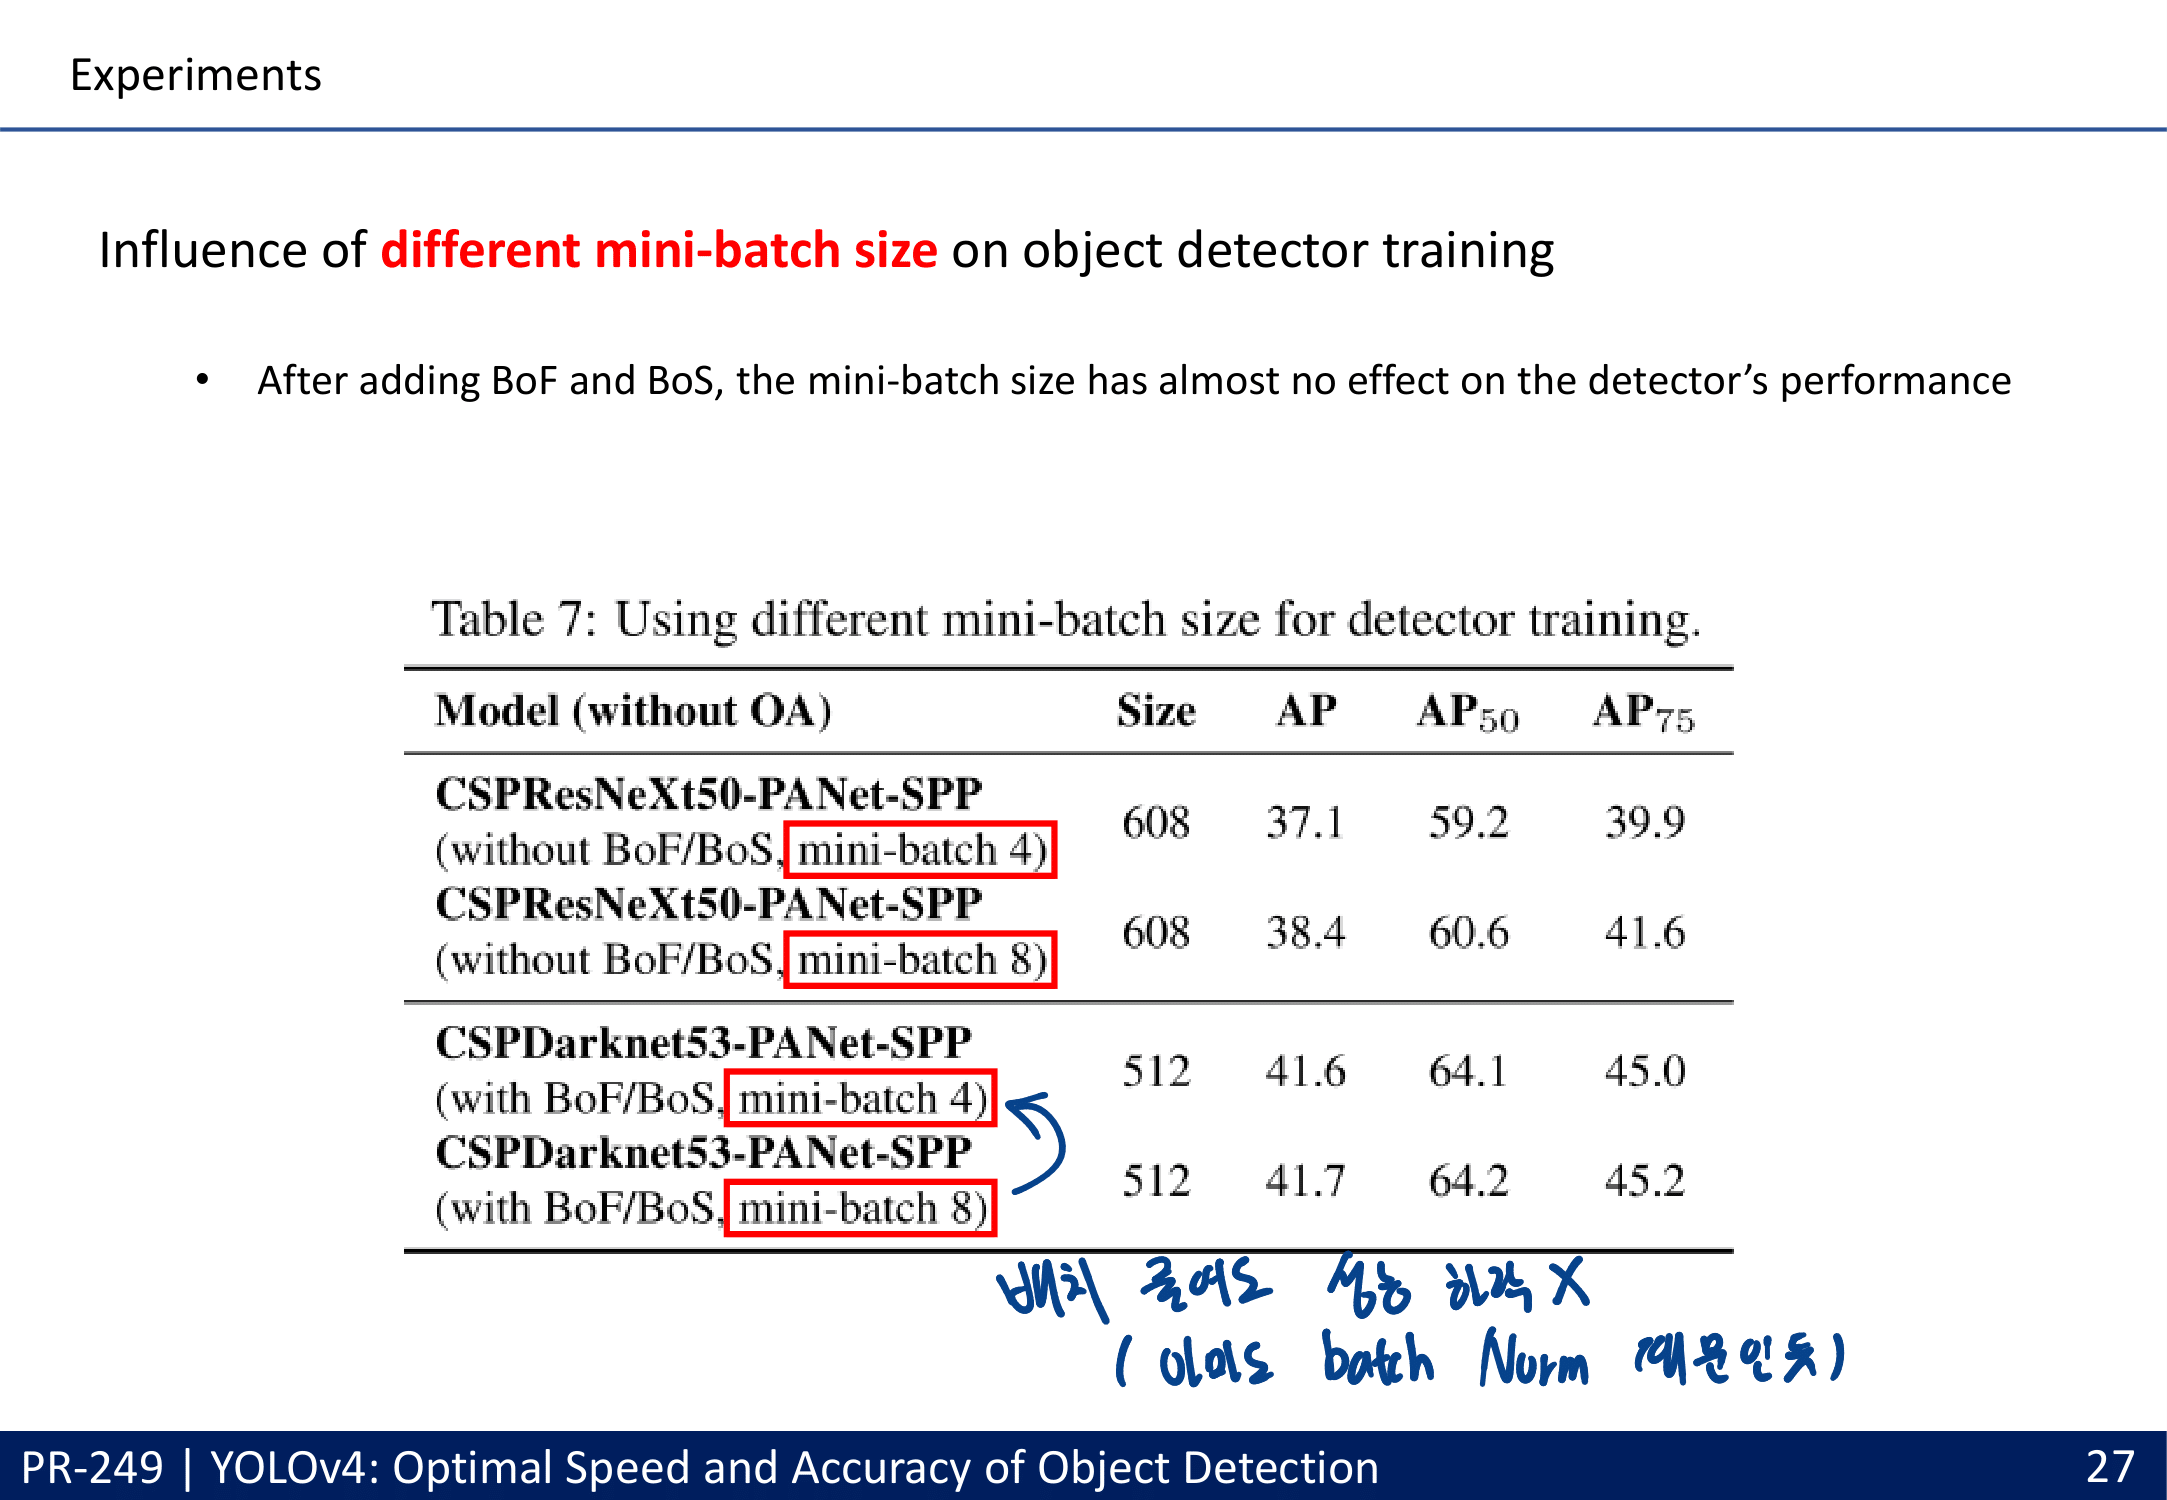 Experiments
Influence of different mini-batch size on object detector training
• After adding BoF and BoS, the mini-batch size has almost no effect on the detector’s performance
Table 7: Using different mini-batch size for detector training.
Model (without OA) Size AP AP50 AP75
CSPResNeXt50-PANet-SPP
(without BoF/BoS, mini-batch 4) 608 37.1 59.2 39.9
CSPResNeXt50-PANet-SPP
(without BoF/BoS, mini-batch 8) 608 38.4 60.6 41.6
CSPDarknet53-PANet-SPP
(with BoF/BoS, mini-batch 4) 512 41.6 64.1 45.0
CSPDarknet53-PANet-SPP
(with BoF/BoS, mini-batch 8) 512 41.7 64.2 45.2
배치 줄여도 성능 하락 X
(아마도 batch Norm 때문인듯)
PR-249 | YOLOv4: Optimal Speed and Accuracy of Object Detection 27